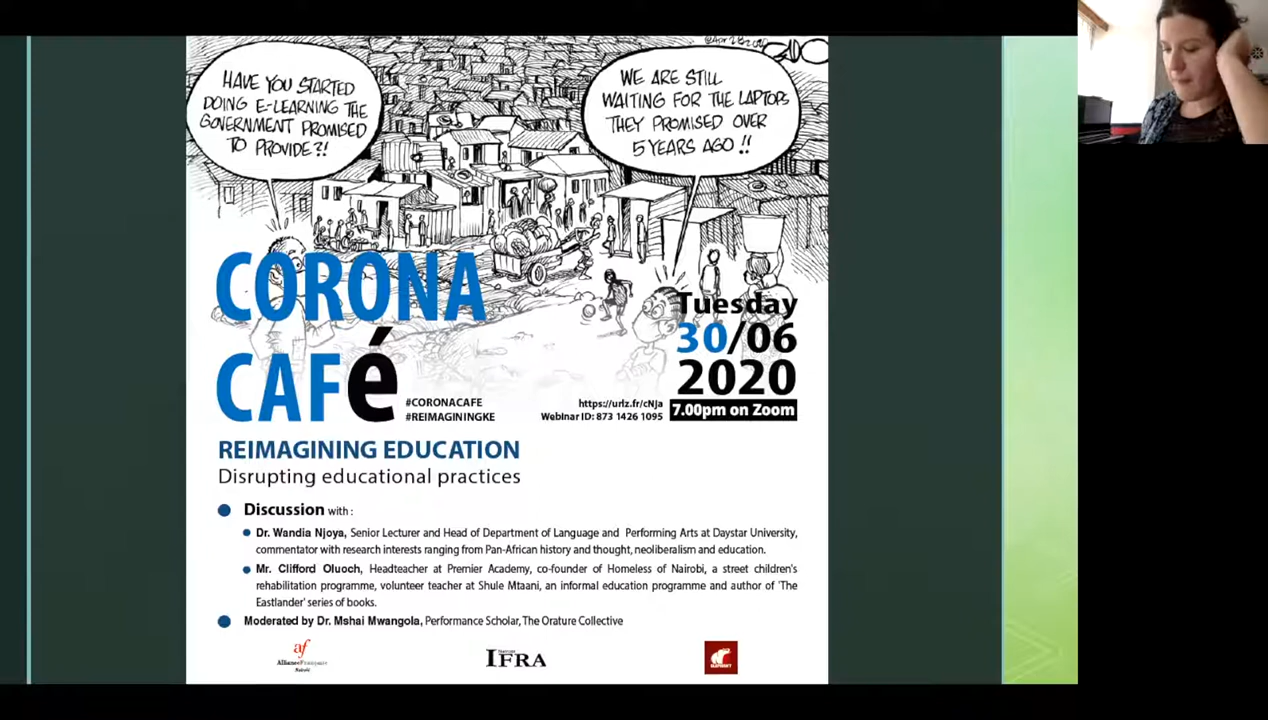 HAVE YOU STARTED
DOING E-LEARNING THE
GOVERNMENT PROMISED
TO PROVIDE?!
WE ARE STILL
WAITING FOR THE LAPTOPS
THEY PROMISED OVER
5 YEARS AGO!!
GADO
CORONA
CAFé
#CORONACAFE
#REIMAGININGKE
https://urlz.fr/cNJa
Webinar ID: 873 1426 1095
Tuesday
30/06
2020
7.00pm on Zoom
REIMAGINING EDUCATION
Disrupting educational practices
Discussion with :
Dr. Wandia Njoya, Senior Lecturer and Head of Department of Language and Performing Arts at Daystar University,
commentator with research interests ranging from Pan-African history and thought, neoliberalism and education.
Mr. Clifford Oluoch, Headteacher at Premier Academy, co-founder of Homeless of Nairobi, a street children's
rehabilitation programme, volunteer teacher at Shule Mtaani, an informal education programme and author of 'The
Eastlander' series of books.
Moderated by Dr. Mshai Mwangola, Performance Scholar, The Orature Collective
af
AllianceFrançaise
Nairobi
IFRA